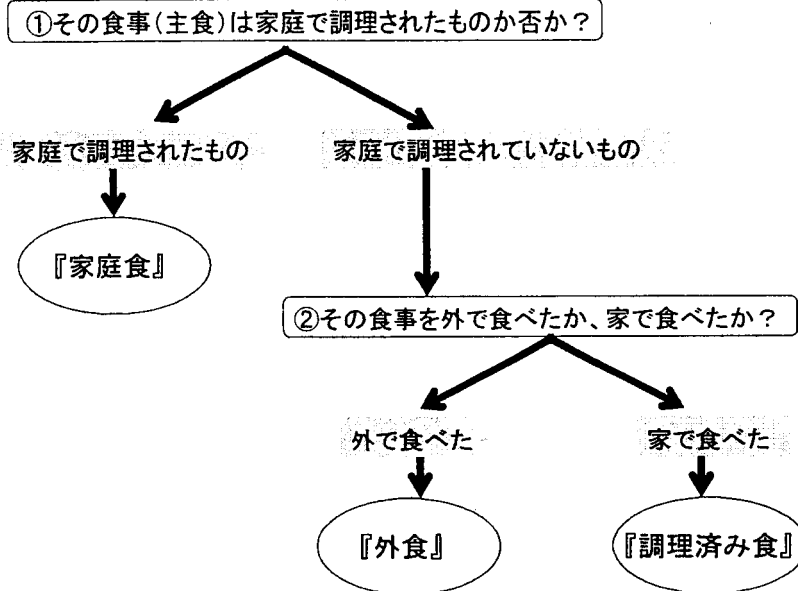 ①その食事(主食)は家庭で調理されたものか否か？
家庭で調理されたもの
家庭で調理されていないもの
『家庭食』
②その食事を外で食べたか、家で食べたか？
外で食べた
家で食べた
『外食』
『調理済み食』